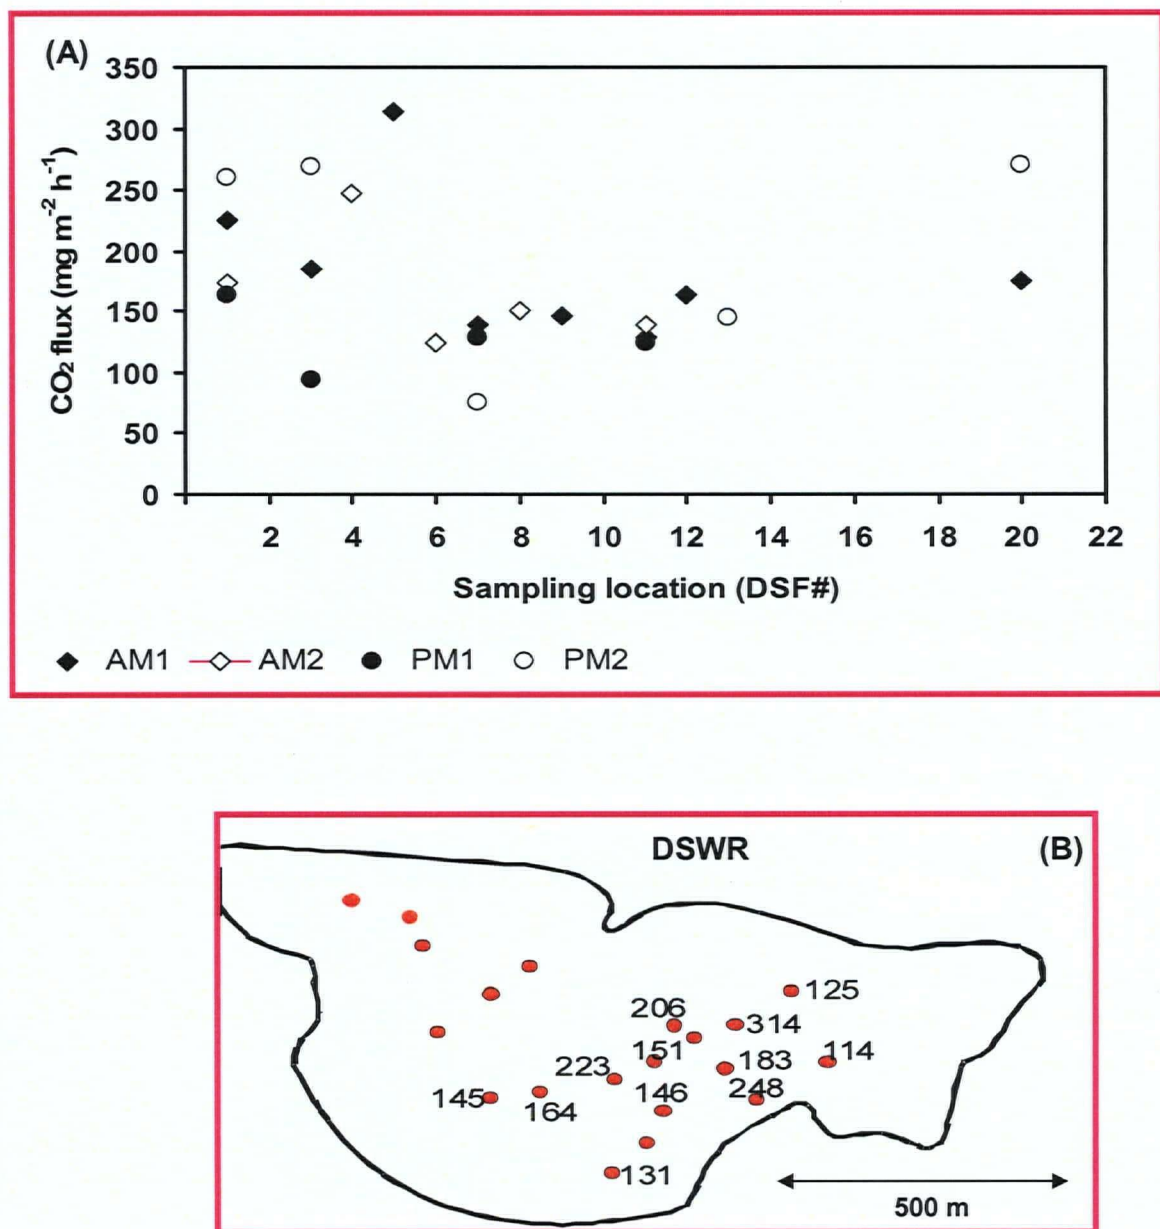 (A)
350
300
250
200
150
100
50
0
CO₂ flux (mg m⁻² h⁻¹)
2 4 6 8 10 12 14 16 18 20 22
Sampling location (DSF#)
AM1 AM2 PM1 PM2
DSWR (B)
125
206
314
151
183
114
223
248
146
145
164
131
500 m